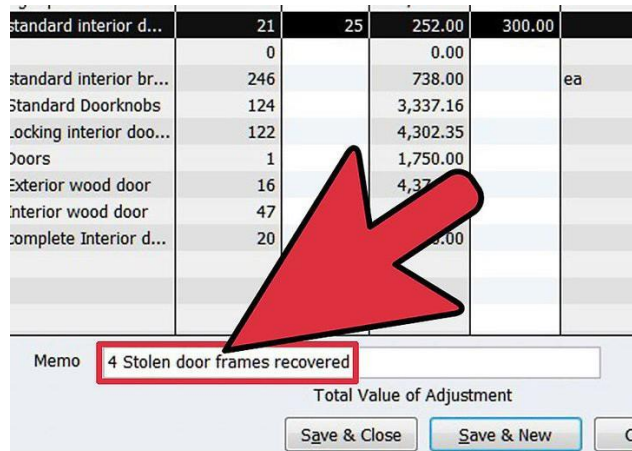 standard interior d... 21 25 252.00 300.00
0 0.00
standard interior br... 246 738.00 ea
Standard Doorknobs 124 3,337.16
Locking interior doo... 122 4,302.35
Doors 1 1,750.00
Exterior wood door 16
Interior wood door 47
complete Interior d... 20
Memo 4 Stolen door frames recovered
Total Value of Adjustment
Save & Close Save & New